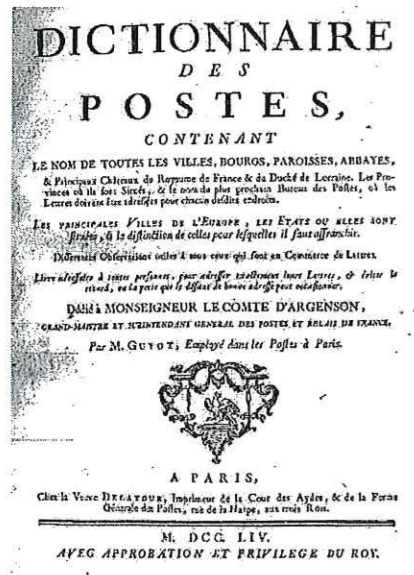 DICTIONNAIRE
DES
POSTES,
CONTENANT
LE NOM DE TOUTES LES VILLES, BOURGS, PAROISSES, ABBAYES,
& Principaux Châteaux du Royaume de France & du Duché de Lorraine. Les Pro-
vinces où ils sont Situés, & le nom du plus prochain Bureau des Postes, où les
Lettres doivent être adressées pour chacun desdits endroits.
LES PRINCIPALES VILLES DE L'EUROPE, LES ETATS OU ELLES SONT
situées, & la distinction de celles pour lesquelles il faut affranchir.
Différentes Observations utiles à tous ceux qui sont en Commerce de Lettres.
Livre nécessaire à toutes personnes, pour adresser exactement leurs Lettres, & éviter le
retard, ou la perte que le défaut de bonne adresse peut occasionner.
Dédié à MONSEIGNEUR LE COMTE D'ARGENSON,
GRAND-MAISTRE ET SURINTENDANT GENERAL DES POSTES ET RELAIS DE FRANCE.
Par M. GUYOT, Employé dans les Postes à Paris.
A PARIS,
Chez la Veuve DELATOUR, Imprimeur de la Cour des Aydes, & de la Ferme
Générale des Postes, rue de la Harpe, aux trois Rois.
M. DCC. LIV.
AVEC APPROBATION ET PRIVILEGE DU ROY.